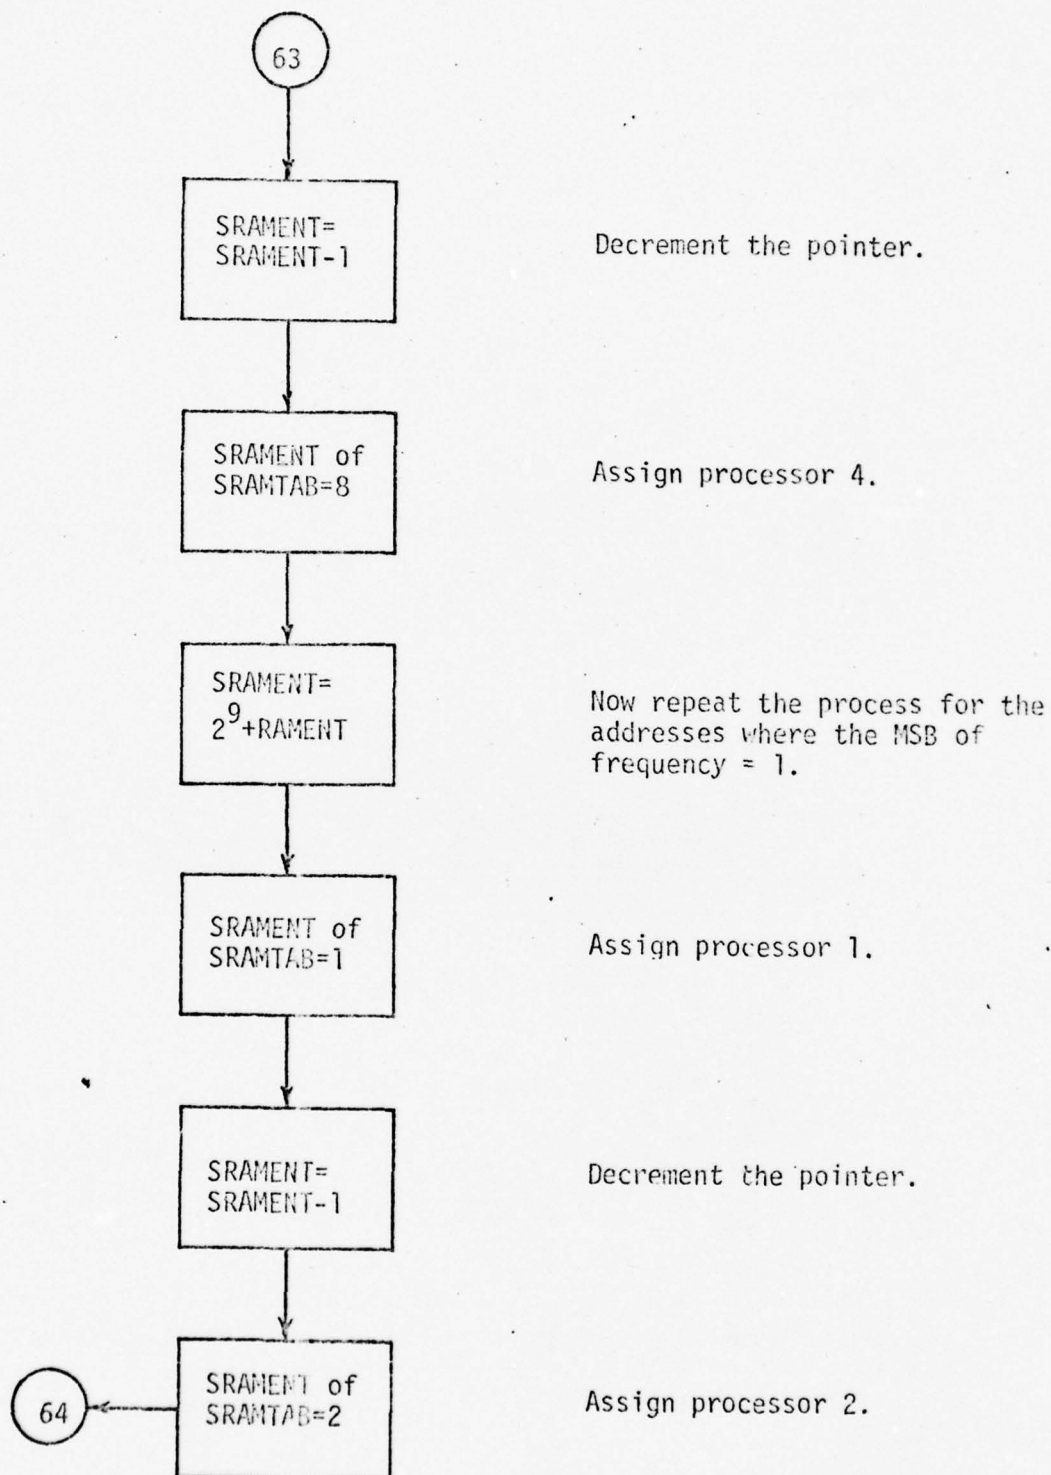 63
SRAMENT=
SRAMENT-1
Decrement the pointer.
SRAMENT of
SRAMTAB=8
Assign processor 4.
SRAMENT=
2⁹+RAMENT
Now repeat the process for the
addresses where the MSB of
frequency = 1.
SRAMENT of
SRAMTAB=1
Assign processor 1.
SRAMENT=
SRAMENT-1
Decrement the pointer.
SRAMENT of
SRAMTAB=2
Assign processor 2.
64